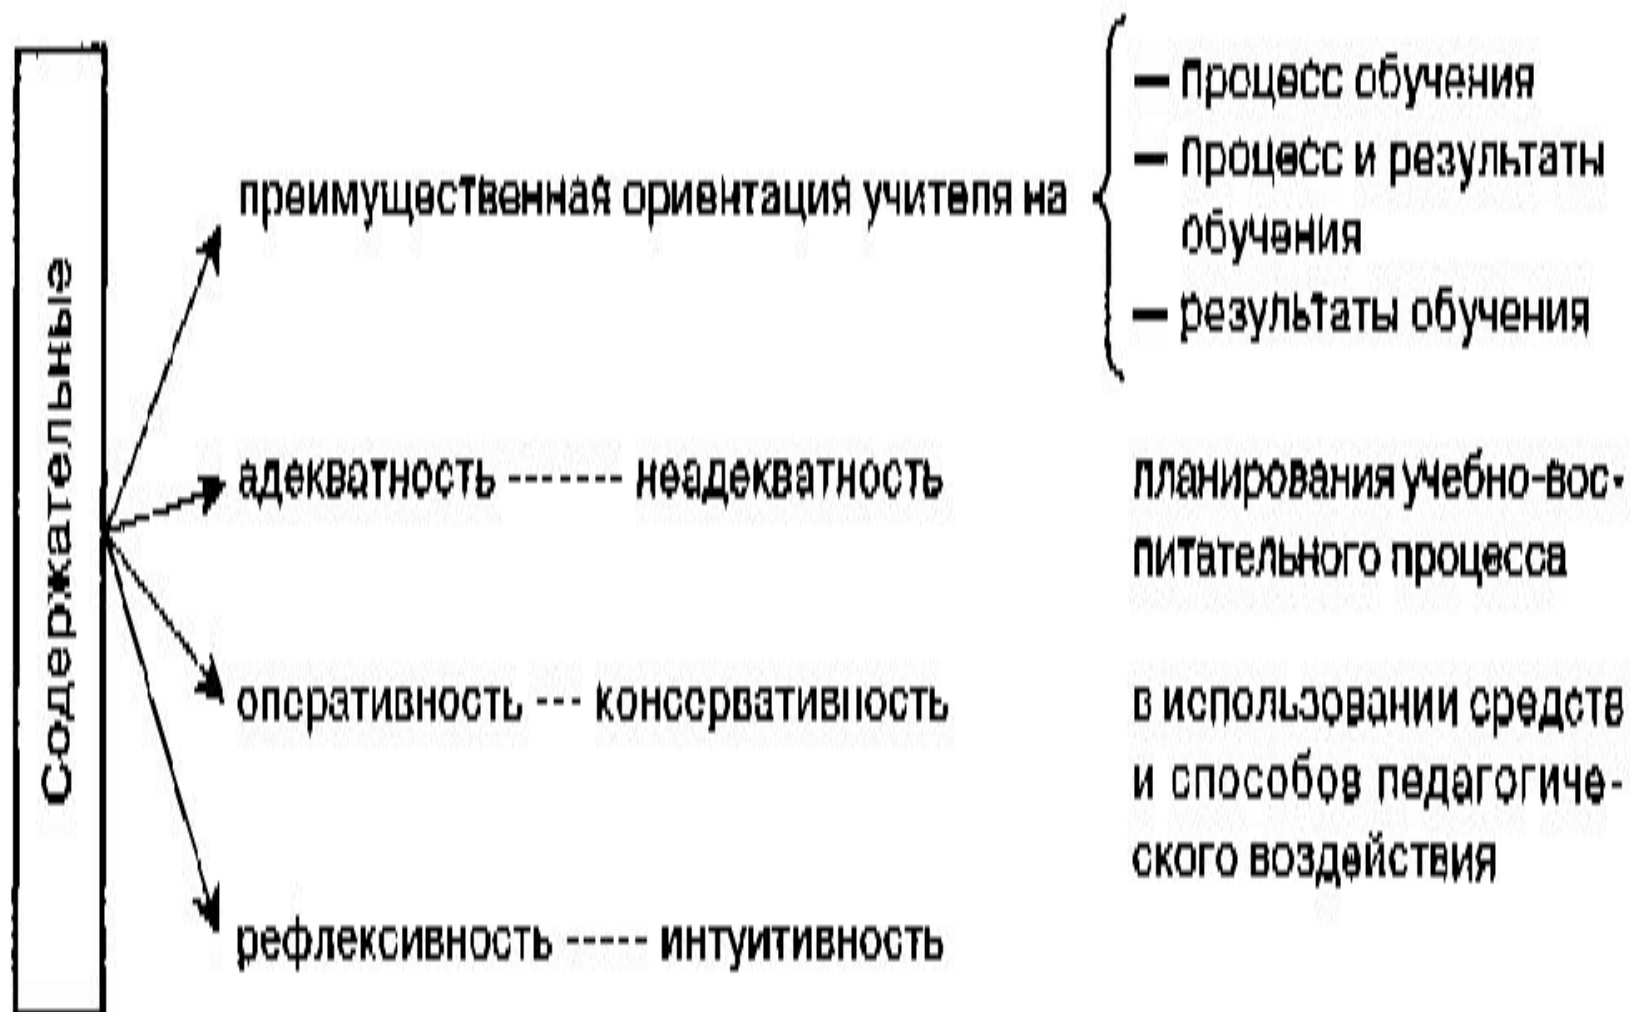 Содержательные
преимущественная ориентация учителя на
— процесс обучения
— процесс и результаты
обучения
— результаты обучения
адекватность ------- неадекватность
планирования учебно-вос-
питательного процесса
оперативность --- консервативность
в использовании средств
и способов педагогиче-
ского воздействия
рефлексивность ----- интуитивность